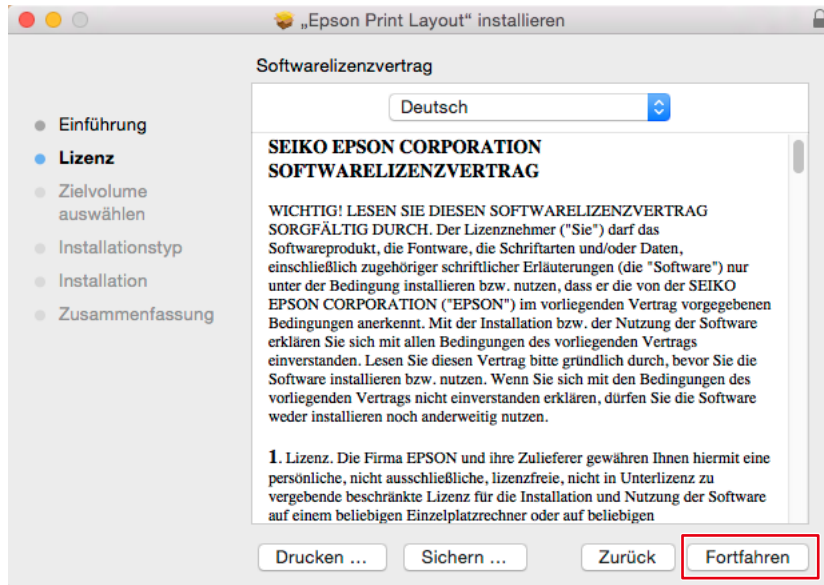 „Epson Print Layout“ installieren
Softwarelizenzvertrag
Einführung
Lizenz
Zielvolume
auswählen
Installationstyp
Installation
Zusammenfassung
Deutsch
SEIKO EPSON CORPORATION
SOFTWARELIZENZVERTRAG
WICHTIG! LESEN SIE DIESEN SOFTWARELIZENZVERTRAG
SORGFÄLTIG DURCH. Der Lizenznehmer ("Sie") darf das
Softwareprodukt, die Fontware, die Schriftarten und/oder Daten,
einschließlich zugehöriger schriftlicher Erläuterungen (die "Software") nur
unter der Bedingung installieren bzw. nutzen, dass er die von der SEIKO
EPSON CORPORATION ("EPSON") im vorliegenden Vertrag vorgegebenen
Bedingungen anerkennt. Mit der Installation bzw. der Nutzung der Software
erklären Sie sich mit allen Bedingungen des vorliegenden Vertrags
einverstanden. Lesen Sie diesen Vertrag bitte gründlich durch, bevor Sie die
Software installieren bzw. nutzen. Wenn Sie sich mit den Bedingungen des
vorliegenden Vertrags nicht einverstanden erklären, dürfen Sie die Software
weder installieren noch anderweitig nutzen.
1. Lizenz. Die Firma EPSON und ihre Zulieferer gewähren Ihnen hiermit eine
persönliche, nicht ausschließliche, lizenzfreie, nicht in Unterlizenz zu
vergebende beschränkte Lizenz für die Installation und Nutzung der Software
auf einem beliebigen Einzelplatzrechner oder auf beliebigen
Drucken ...
Sichern ...
Zurück
Fortfahren